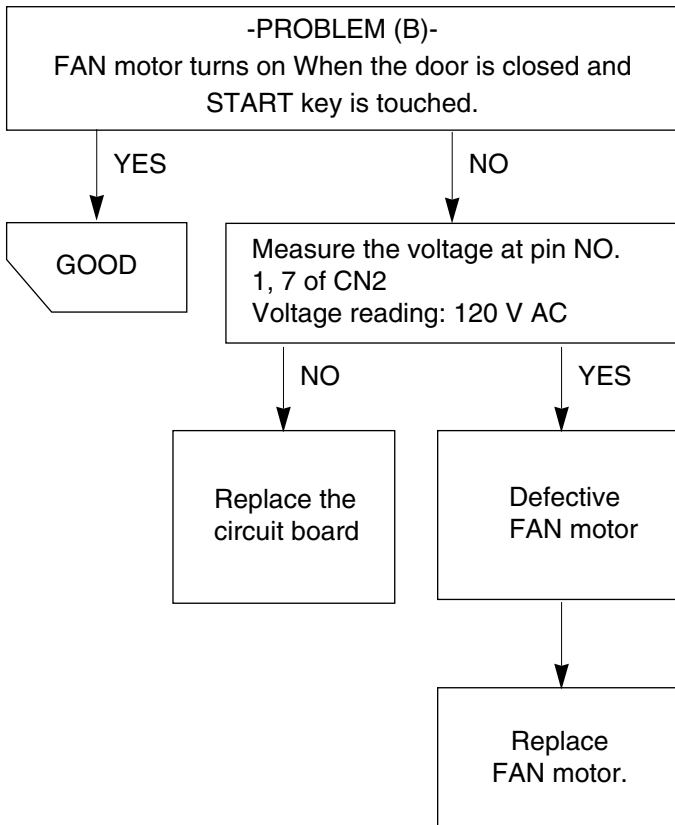 -PROBLEM (B)-
FAN motor turns on When the door is closed and
START key is touched.
YES
NO
GOOD
Measure the voltage at pin NO.
1, 7 of CN2
Voltage reading: 120 V AC
NO
YES
Replace the
circuit board
Defective
FAN motor
Replace
FAN motor.